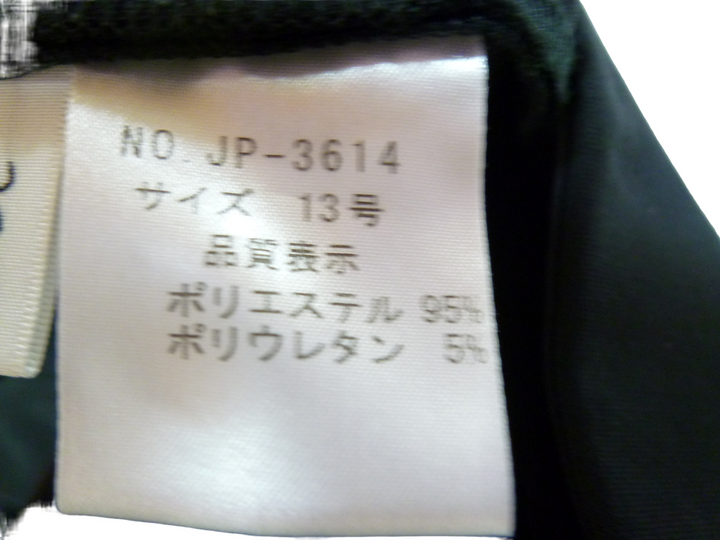 NO. JP-3614
サイズ 13号
品質表示
ポリエステル 95%
ポリウレタン 5%